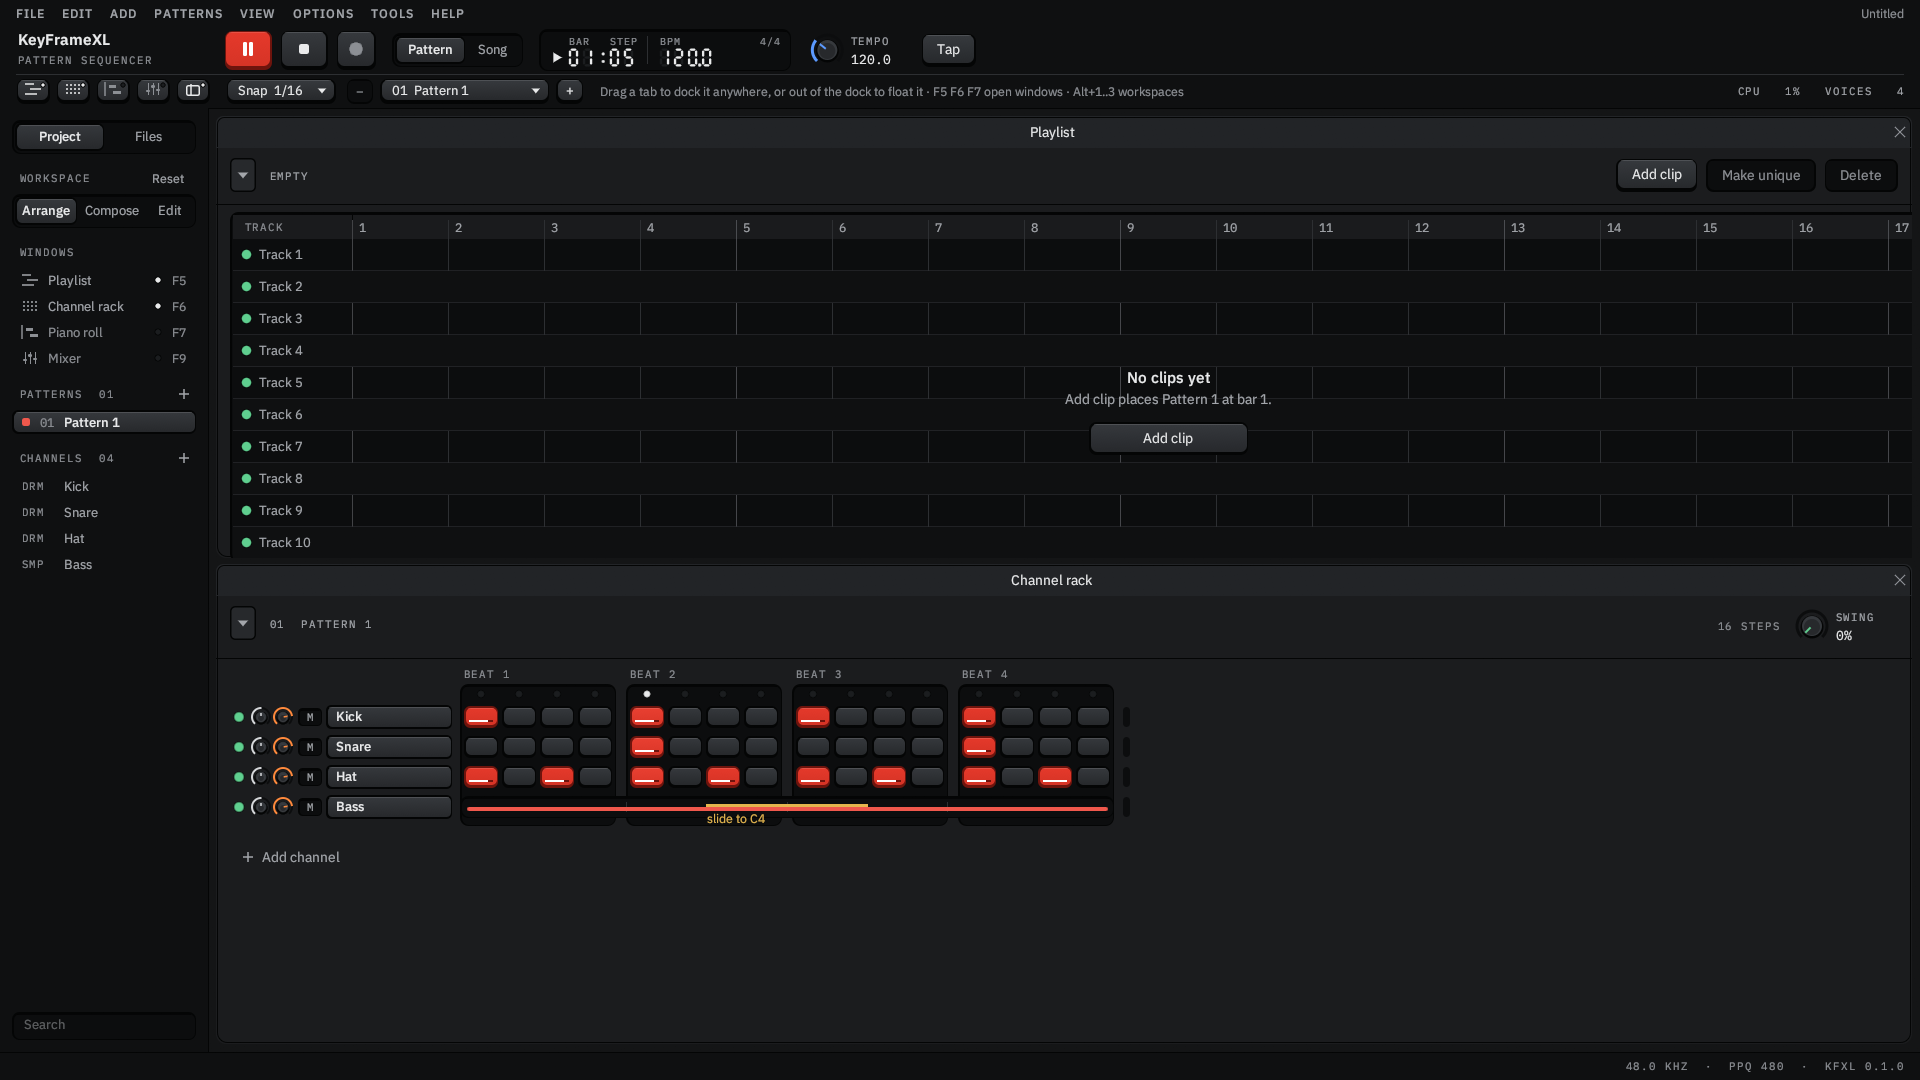 FILE EDIT ADD PATTERNS VIEW OPTIONS TOOLS HELP Untitled
KeyFrameXL
PATTERN SEQUENCER
Pattern Song
BAR STEP BPM 4/4
01:05 120.0
TEMPO
120.0
Tap
Snap 1/16 − 01 Pattern 1 + Drag a tab to dock it anywhere, or out of the dock to float it · F5 F6 F7 open windows · Alt+1..3 workspaces CPU 1% VOICES 4
Project Files
WORKSPACE Reset
Arrange Compose Edit
WINDOWS
Playlist F5
Channel rack F6
Piano roll F7
Mixer F9
PATTERNS 01 +
01 Pattern 1
CHANNELS 04 +
DRM Kick
DRM Snare
DRM Hat
SMP Bass
Search
Playlist
EMPTY Add clip Make unique Delete
TRACK 1 2 3 4 5 6 7 8 9 10 11 12 13 14 15 16 17
Track 1
Track 2
Track 3
Track 4
Track 5
Track 6
Track 7
Track 8
Track 9
Track 10
No clips yet
Add clip places Pattern 1 at bar 1.
Add clip
Channel rack
01 PATTERN 1 16 STEPS SWING
0%
BEAT 1 BEAT 2 BEAT 3 BEAT 4
M Kick
M Snare
M Hat
M Bass
slide to C4
+ Add channel
48.0 KHZ · PPQ 480 · KFXL 0.1.0